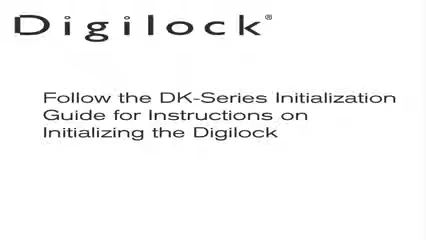 Digilock®
Follow the DK-Series Initialization
Guide for Instructions on
Initializing the Digilock